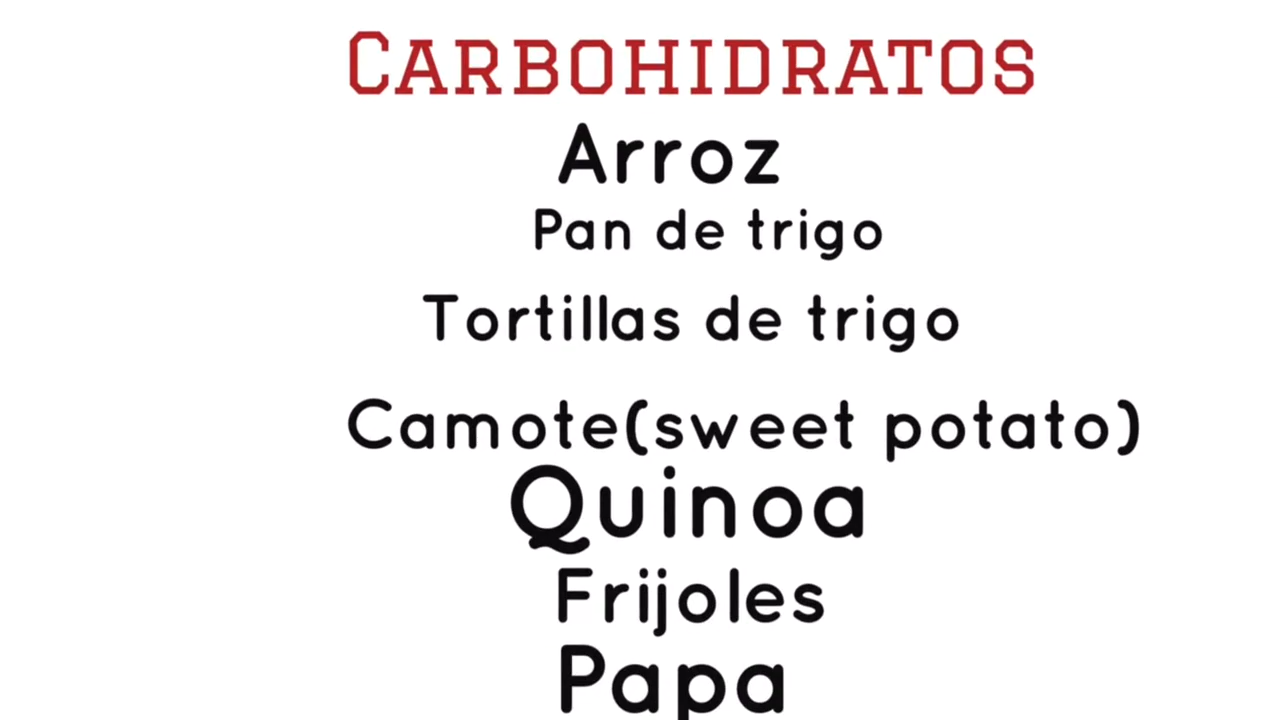 CARBOHIDRATOS
Arroz
Pan de trigo
Tortillas de trigo
Camote(sweet potato)
Quinoa
Frijoles
Papa